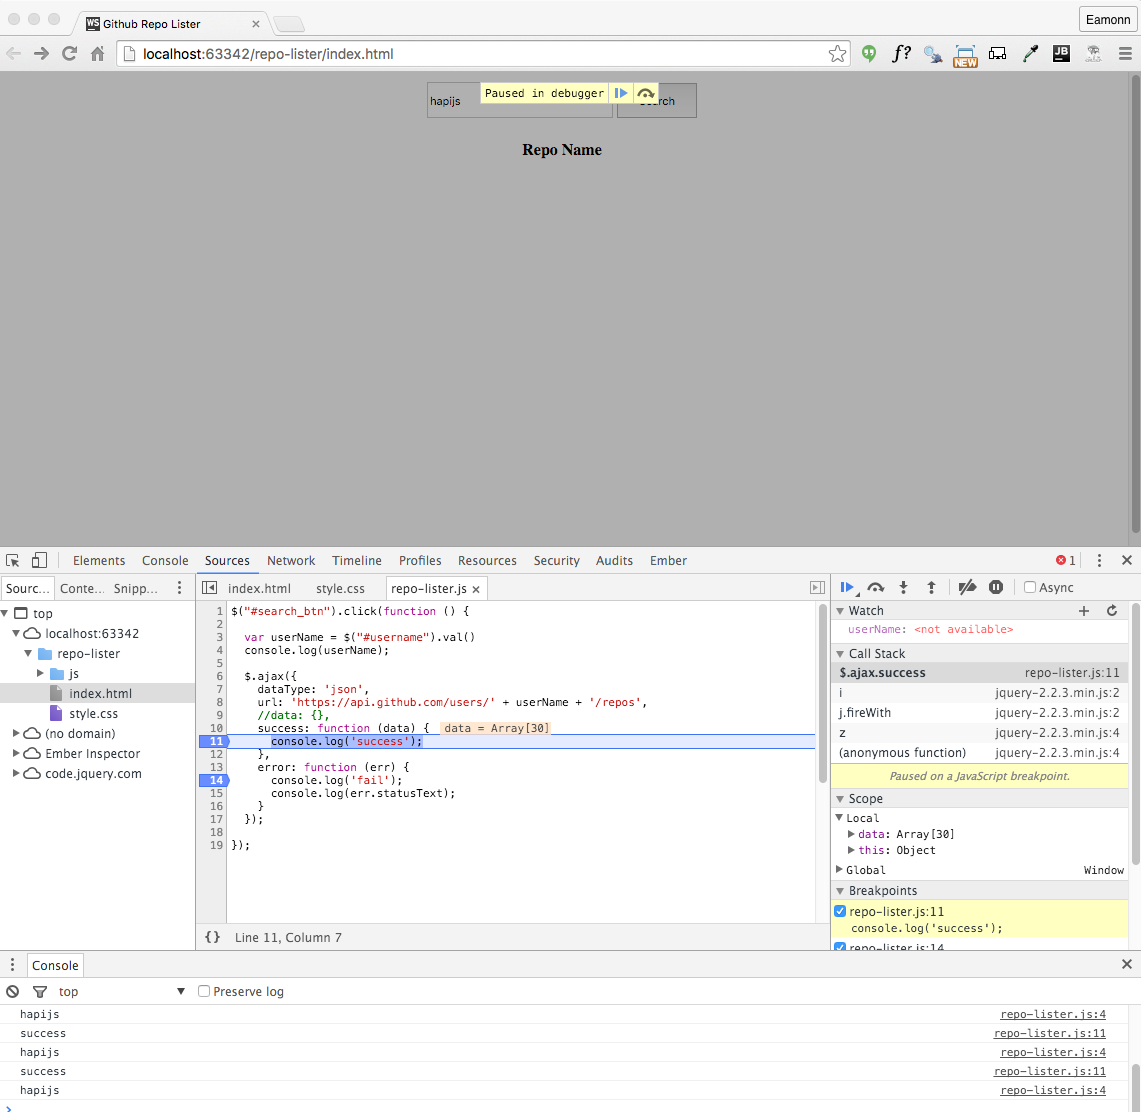 WS Github Repo Lister
Eamonn
localhost:63342/repo-lister/index.html
f?
NEW
JB
hapijs
Paused in debugger
Repo Name
Elements Console Sources Network Timeline Profiles Resources Security Audits Ember
1
Sourc... Conte... Snipp...
index.html style.css repo-lister.js
Async
top
localhost:63342
repo-lister
js
index.html
style.css
(no domain)
Ember Inspector
code.jquery.com
1 $("#search_btn").click(function () {
2
3 var userName = $("#username").val()
4 console.log(userName);
5
6 $.ajax({
7 dataType: 'json',
8 url: 'https://api.github.com/users/' + userName + '/repos',
9 //data: {},
10 success: function (data) { data = Array[30]
11 console.log('success');
12 },
13 error: function (err) {
14 console.log('fail');
15 console.log(err.statusText);
16 }
17 });
18
19 });
{} Line 11, Column 7
Watch
userName: <not available>
Call Stack
$.ajax.success repo-lister.js:11
i jquery-2.2.3.min.js:2
j.fireWith jquery-2.2.3.min.js:2
z jquery-2.2.3.min.js:4
(anonymous function) jquery-2.2.3.min.js:4
Paused on a JavaScript breakpoint.
Scope
Local
data: Array[30]
this: Object
Global Window
Breakpoints
repo-lister.js:11
console.log('success');
repo-lister.js:14
Console
top Preserve log
hapijs repo-lister.js:4
success repo-lister.js:11
hapijs repo-lister.js:4
success repo-lister.js:11
hapijs repo-lister.js:4